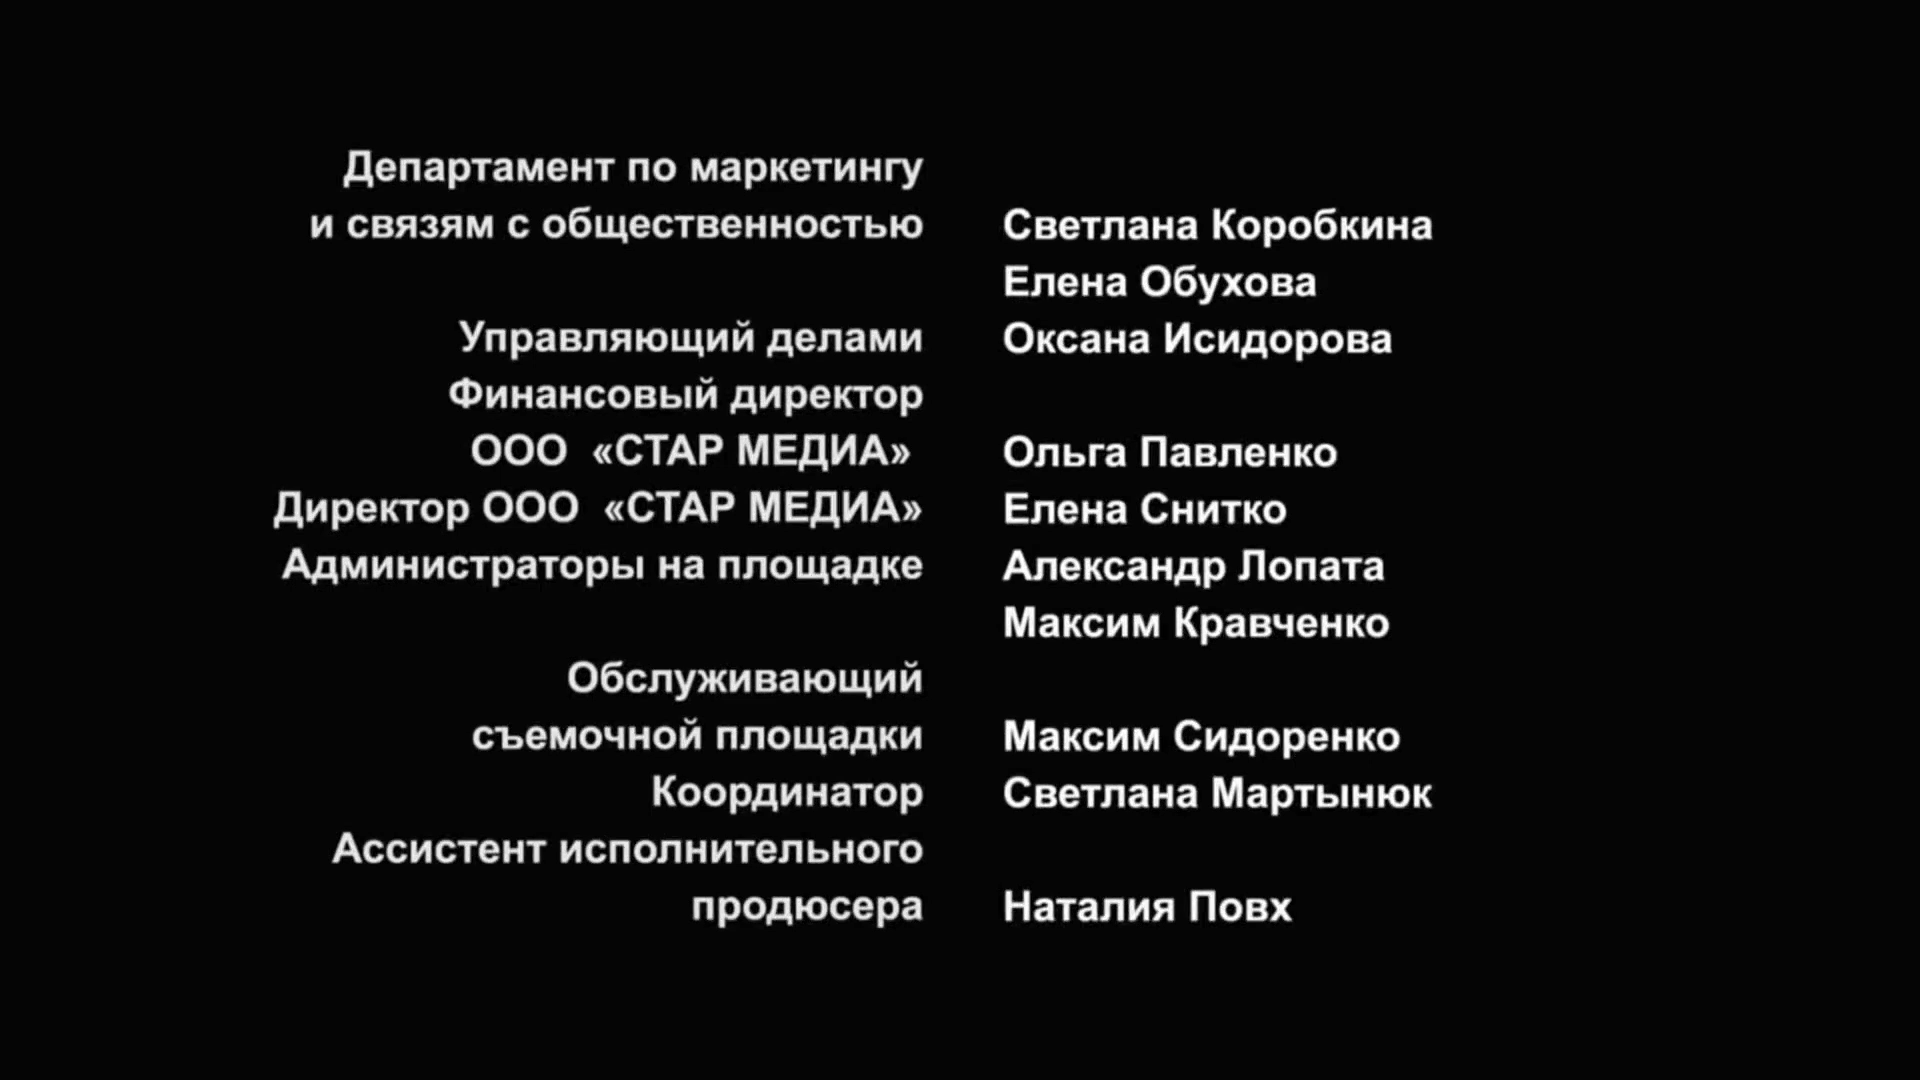 Департамент по маркетингу
и связям с общественностью Светлана Коробкина
Елена Обухова
Управляющий делами Оксана Исидорова
Финансовый директор
ООО «СТАР МЕДИА» Ольга Павленко
Директор ООО «СТАР МЕДИА» Елена Снитко
Администраторы на площадке Александр Лопата
Максим Кравченко
Обслуживающий
съемочной площадки Максим Сидоренко
Координатор Светлана Мартынюк
Ассистент исполнительного
продюсера Наталия Повх